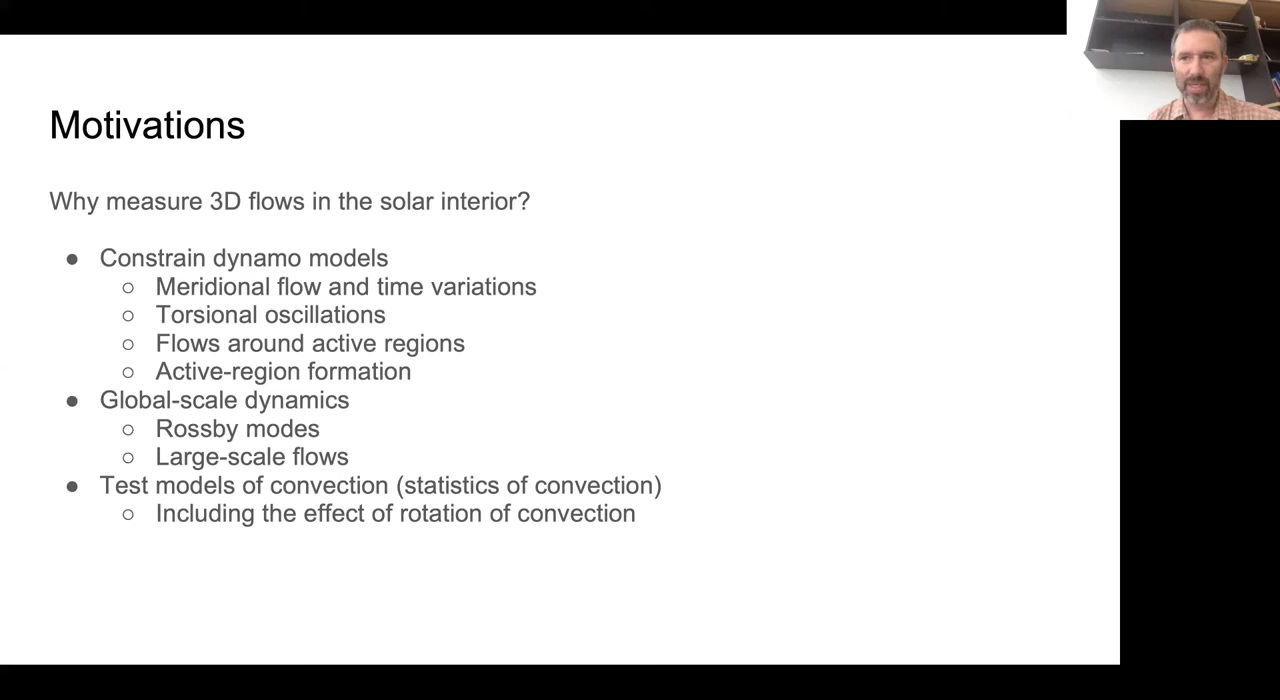 Motivations
Why measure 3D flows in the solar interior?
● Constrain dynamo models
○ Meridional flow and time variations
○ Torsional oscillations
○ Flows around active regions
○ Active-region formation
● Global-scale dynamics
○ Rossby modes
○ Large-scale flows
● Test models of convection (statistics of convection)
○ Including the effect of rotation of convection